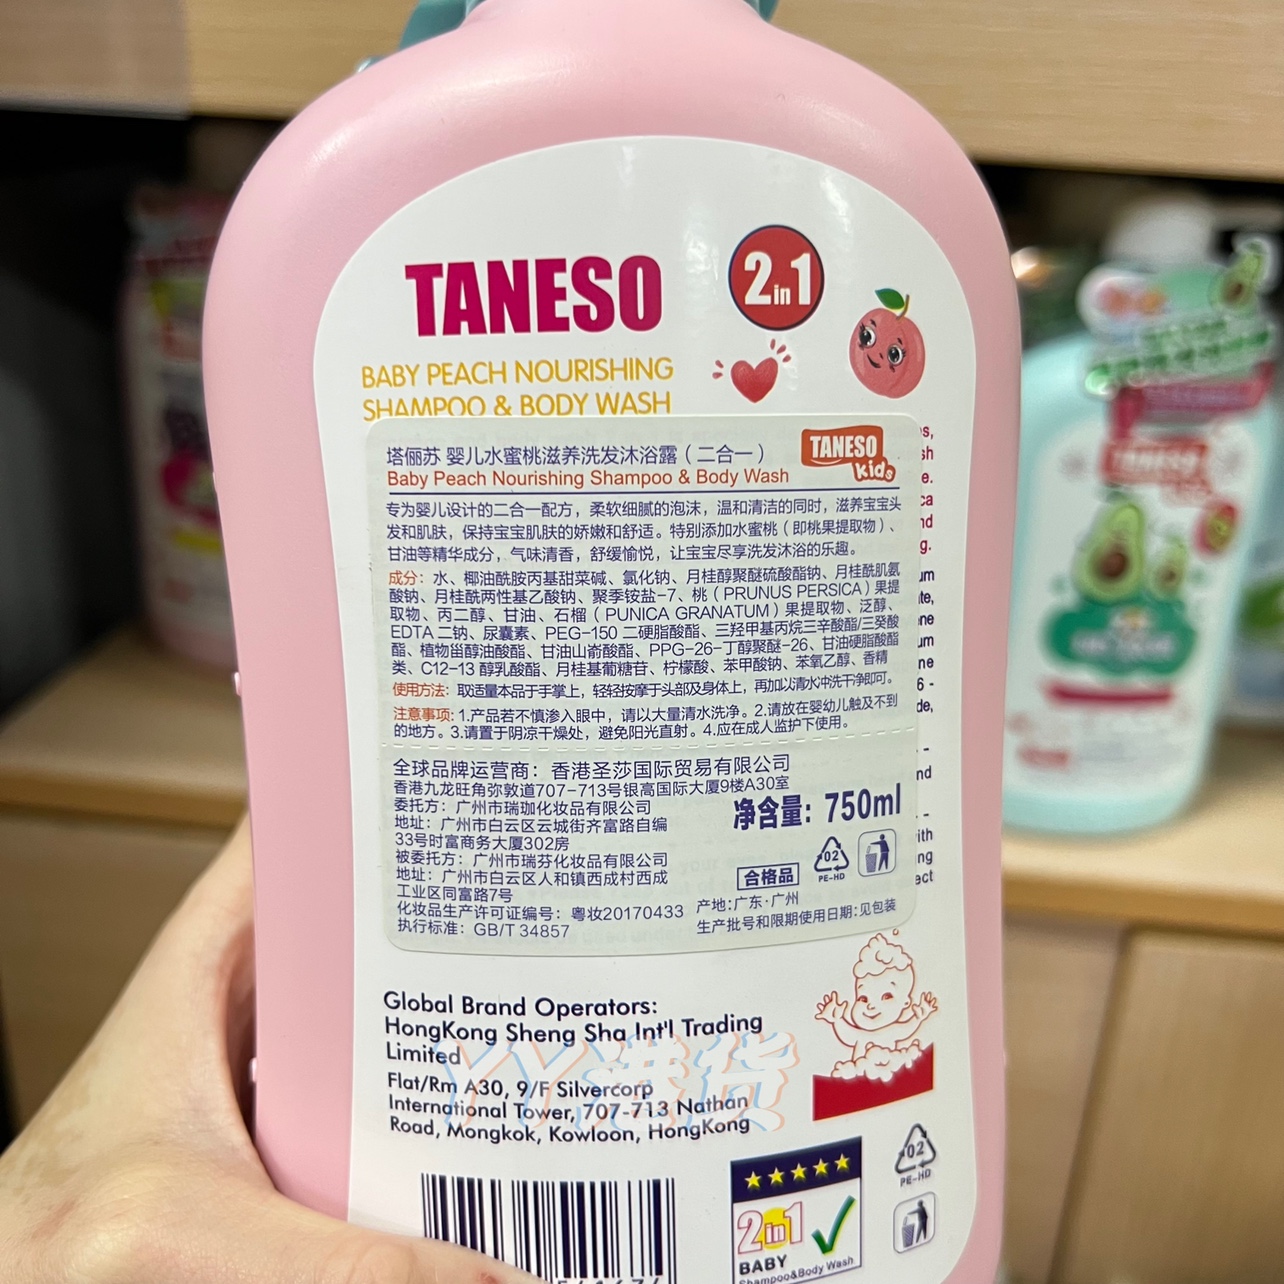 TANESO
2in1
BABY PEACH NOURISHING
SHAMPOO & BODY WASH
塔俪苏 婴儿水蜜桃滋养洗发沐浴露（二合一）
TANESO
Kids
Baby Peach Nourishing Shampoo & Body Wash
专为婴儿设计的二合一配方，柔软细腻的泡沫，温和清洁的同时，滋养宝宝头
发和肌肤，保持宝宝肌肤的娇嫩和舒适。特别添加水蜜桃（即桃果提取物）、
甘油等精华成分，气味清香，舒缓愉悦，让宝宝尽享洗发沐浴的乐趣。
成分：水、椰油酰胺丙基甜菜碱、氯化钠、月桂醇聚醚硫酸酯钠、月桂酰肌氨
酸钠、月桂酰两性基乙酸钠、聚季铵盐-7、桃（PRUNUS PERSICA）果提
取物、丙二醇、甘油、石榴（PUNICA GRANATUM）果提取物、泛醇、
EDTA 二钠、尿囊素、PEG-150 二硬脂酸酯、三羟甲基丙烷三辛酸酯/三癸酸
酯、植物甾醇油酸酯、甘油山嵛酸酯、PPG-26-丁醇聚醚-26、甘油硬脂酸酯
类、C12-13 醇乳酸酯、月桂基葡糖苷、柠檬酸、苯甲酸钠、苯氧乙醇、香精
使用方法：取适量本品于手掌上，轻轻按摩于头部及身体上，再加以清水冲洗干净即可。
注意事项：1.产品若不慎渗入眼中，请以大量清水洗净。2.请放在婴幼儿触及不到
的地方。3.请置于阴凉干燥处，避免阳光直射。4.应在成人监护下使用。
全球品牌运营商：香港圣莎国际贸易有限公司
香港九龙旺角弥敦道707-713号银高国际大厦9楼A30室
委托方：广州市瑞珈化妆品有限公司
净含量：750ml
地址：广州市白云区云城街齐富路自编
33号时富商务大厦302房
被委托方：广州市瑞芬化妆品有限公司
02
PE-HD
地址：广州市白云区人和镇西成村西成
工业区同富路7号
合格品
化妆品生产许可证编号：粤妆20170433
产地:广东·广州
执行标准：GB/T 34857
生产批号和限期使用日期:见包装
Global Brand Operators:
HongKong Sheng Sha Int'l Trading
Limited
YY港货
Flat/Rm A30, 9/F Silvercorp
International Tower, 707-713 Nathan
Road, Mongkok, Kowloon, HongKong
02
PE-HD
2in1
BABY
Shampoo&Body Wash
TANESO